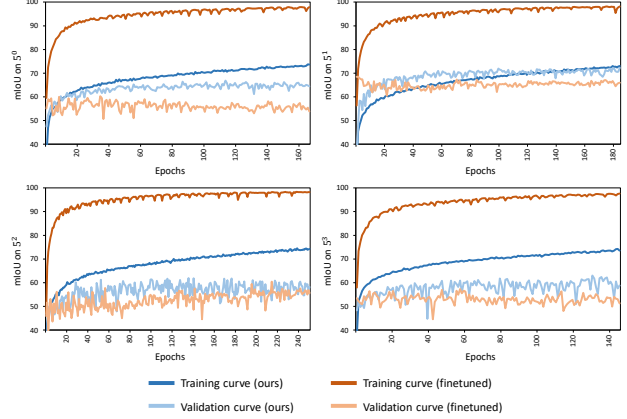 100
90
80
70
60
50
40
mIoU on 5⁰
20 40 60 80 100 120 140 160
Epochs
100
90
80
70
60
50
40
mIoU on 5¹
20 40 60 80 100 120 140 160 180
Epochs
100
90
80
70
60
50
40
mIoU on 5²
20 40 60 80 100 120 140 160 180 200 220 240
Epochs
100
90
80
70
60
50
40
mIoU on 5³
20 40 60 80 100 120 140
Epochs
Training curve (ours) Training curve (finetuned)
Validation curve (ours) Validation curve (finetuned)